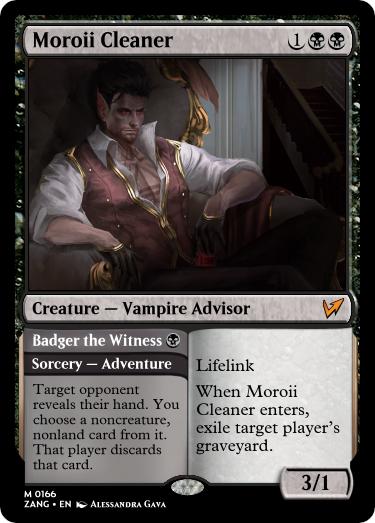 Moroii Cleaner 1
Creature — Vampire Advisor
Badger the Witness
Sorcery — Adventure
Target opponent
reveals their hand. You
choose a noncreature,
nonland card from it.
That player discards
that card.
Lifelink
When Moroii
Cleaner enters,
exile target player's
graveyard.
3/1
M 0166
ZANG • EN Alessandra Gava